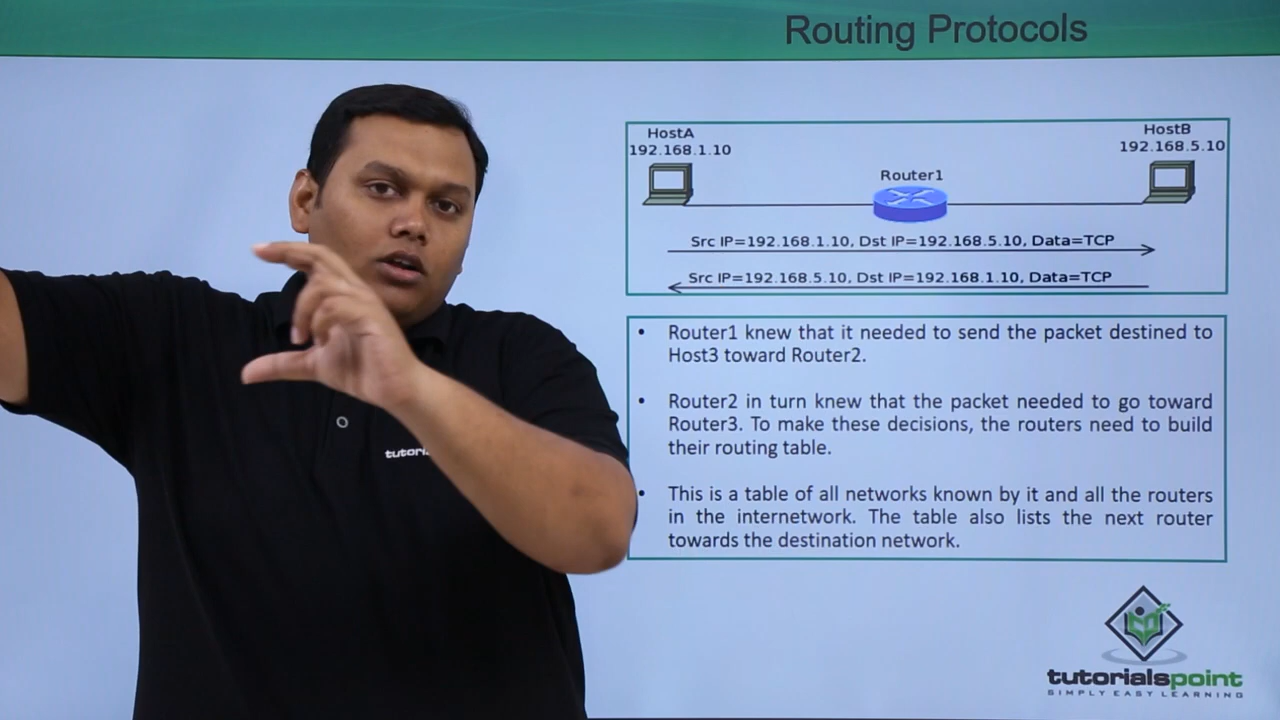 Routing Protocols
HostA
192.168.1.10
HostB
192.168.5.10
Router1
Src IP=192.168.1.10, Dst IP=192.168.5.10, Data=TCP
Src IP=192.168.5.10, Dst IP=192.168.1.10, Data=TCP
• Router1 knew that it needed to send the packet destined to
Host3 toward Router2.
• Router2 in turn knew that the packet needed to go toward
Router3. To make these decisions, the routers need to build
their routing table.
• This is a table of all networks known by it and all the routers
in the internetwork. The table also lists the next router
towards the destination network.
tutorialspoint
SIMPLY EASY LEARNING